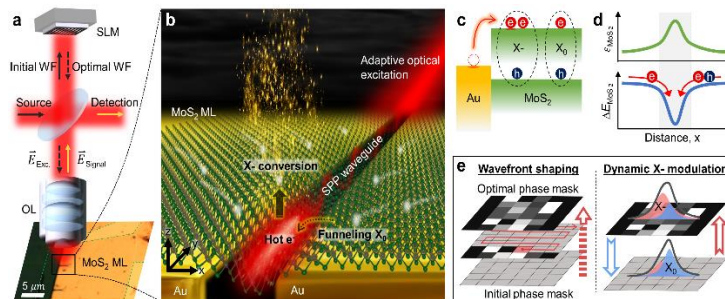 a
SLM
Initial WF
Optimal WF
Source
Detection
E Exc.
E Signal
OL
MoS2 ML
5 μm
b
Adaptive optical
excitation
MoS2 ML
X- conversion
SPP waveguide
Hot e-
Funneling X0
z
y
x
Au
Au
c
e e
e
X-
X0
h
h
Au
MoS2
d
εMoS2
ΔEMoS2
e
e h
Distance, x
e
Wavefront shaping
Dynamic X- modulation
Optimal phase mask
X-
X0
Initial phase mask